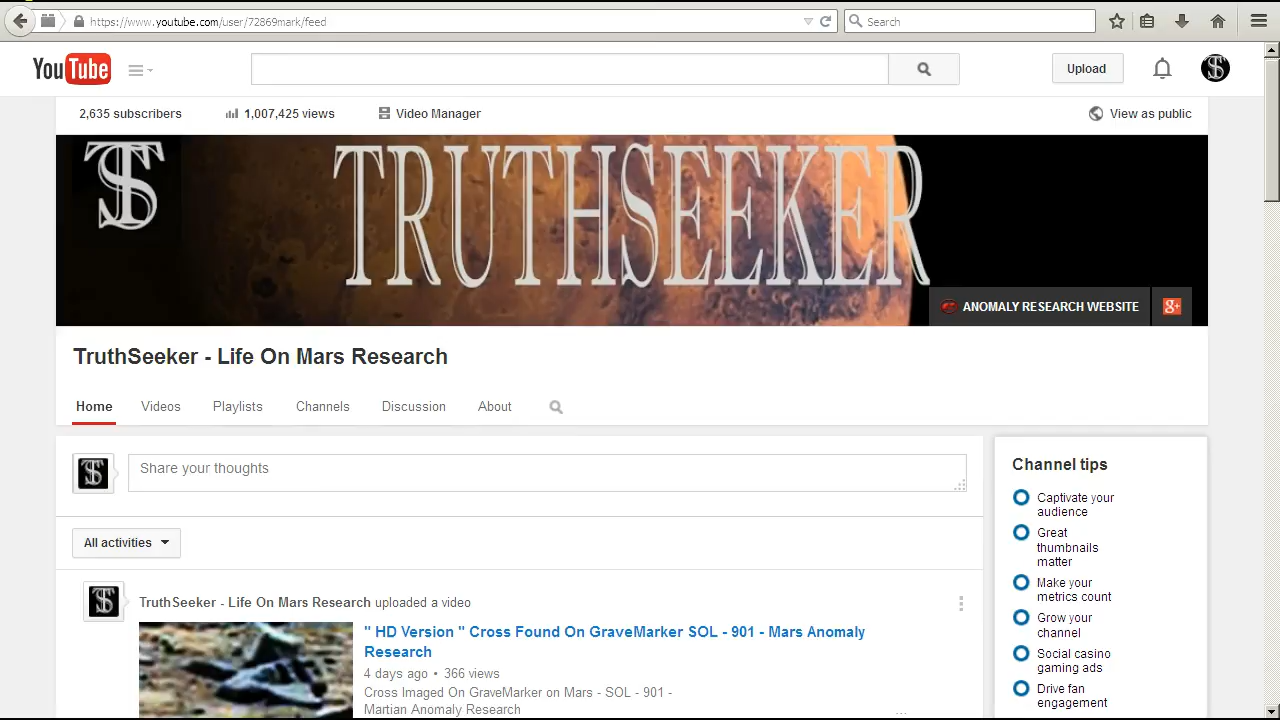 https://www.youtube.com/user/72869mark/feed
Search
YouTube
Upload
2,635 subscribers
1,007,425 views
Video Manager
View as public
TS
TRUTHSEEKER
ANOMALY RESEARCH WEBSITE
g+
TruthSeeker - Life On Mars Research
Home
Videos
Playlists
Channels
Discussion
About
Share your thoughts
All activities
TruthSeeker - Life On Mars Research uploaded a video
" HD Version " Cross Found On GraveMarker SOL - 901 - Mars Anomaly
Research
4 days ago • 366 views
Cross Imaged On GraveMarker on Mars - SOL - 901 -
Martian Anomaly Research
...
Channel tips
Captivate your
audience
Great
thumbnails
matter
Make your
metrics count
Grow your
channel
Social casino
gaming ads
Drive fan
engagement